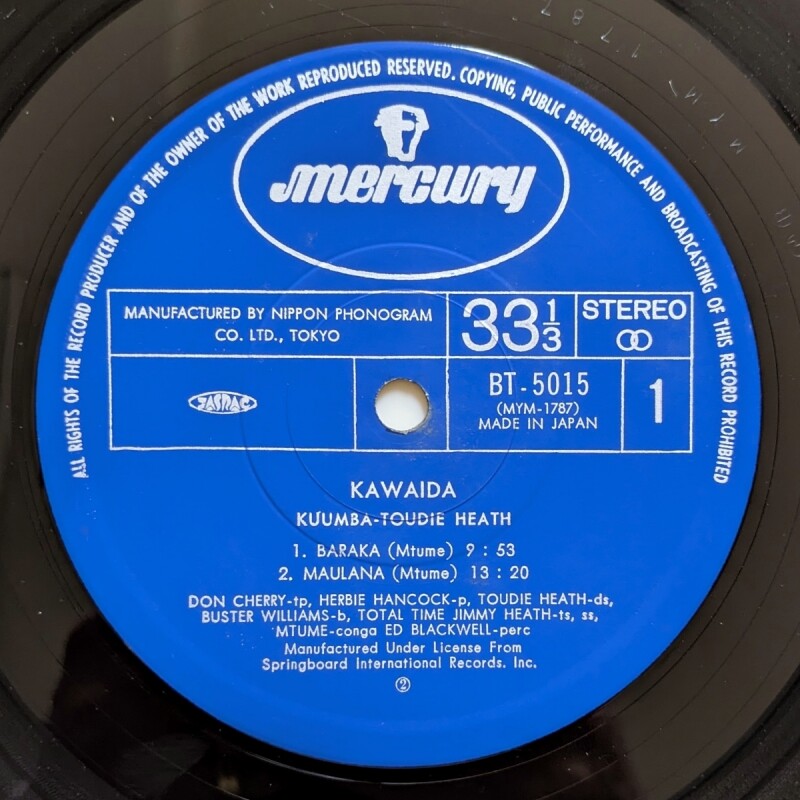 ALL RIGHTS OF THE RECORD PRODUCER AND OF THE OWNER OF THE WORK REPRODUCED RESERVED. COPYING, PUBLIC PERFORMANCE AND BROADCASTING OF THIS RECORD PROHIBITED
mercury
MANUFACTURED BY NIPPON PHONOGRAM
CO. LTD., TOKYO
33 1/3
STEREO
JASRAC
BT-5015
(MYM-1787)
MADE IN JAPAN
1
KAWAIDA
KUUMBA-TOUDIE HEATH
1. BARAKA (Mtume) 9 : 53
2. MAULANA (Mtume) 13 : 20
DON CHERRY-tp, HERBIE HANCOCK-p, TOUDIE HEATH-ds,
BUSTER WILLIAMS-b, TOTAL TIME JIMMY HEATH-ts, ss,
MTUME-conga ED BLACKWELL-perc
Manufactured Under License From
Springboard International Records. Inc.
②